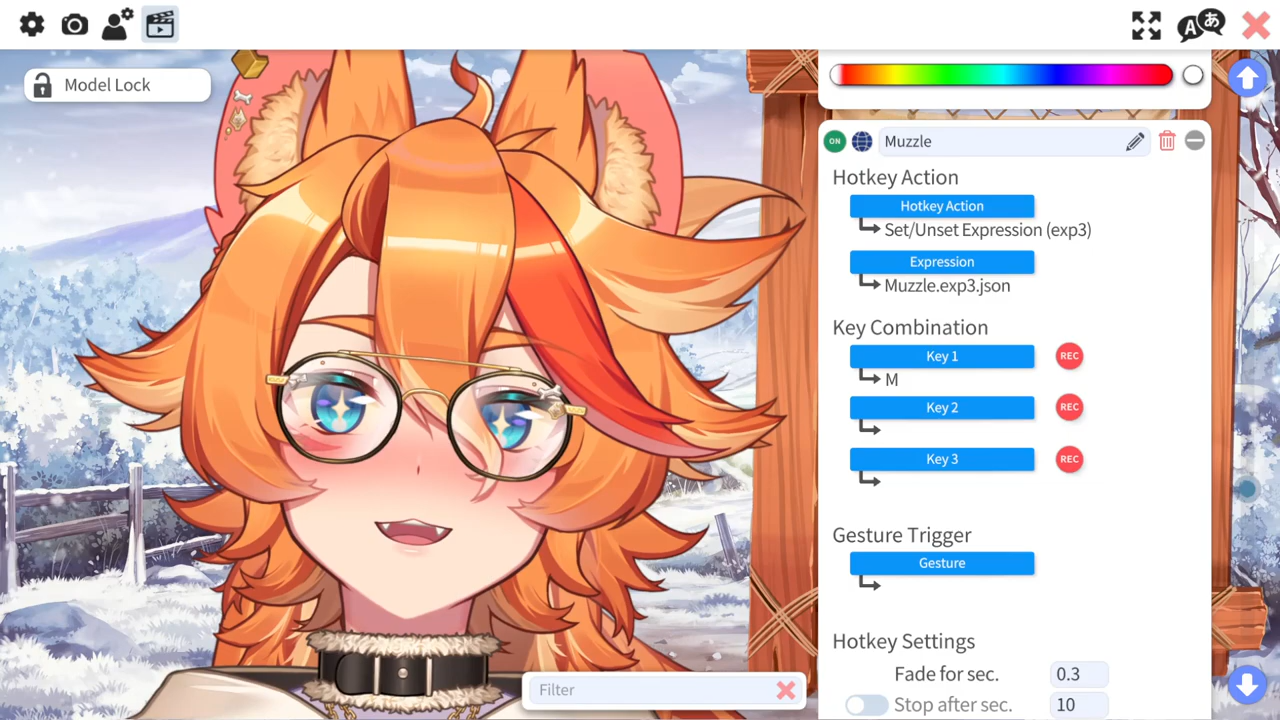 A あ
Model Lock
ON
Muzzle
Hotkey Action
Hotkey Action
Set/Unset Expression (exp3)
Expression
Muzzle.exp3.json
Key Combination
Key 1
REC
M
Key 2
REC
Key 3
REC
Gesture Trigger
Gesture
Hotkey Settings
Fade for sec.
0.3
Stop after sec.
10
Filter